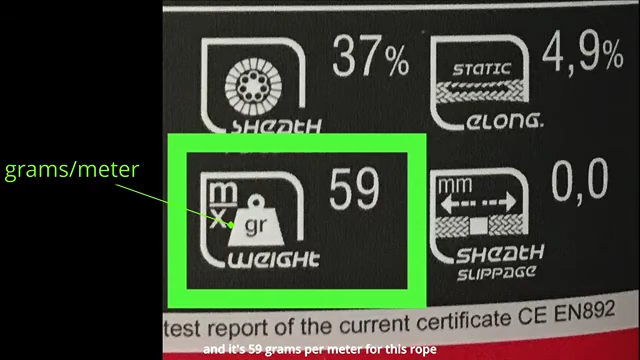 37%
STATIC
4,9%
SHEATH
ELONG.
grams/meter
m
x
gr
59
WEIGHT
mm
0,0
SHEATH
SLIPPAGE
test report of the current certificate CE EN892
and it's 59 grams per meter for this rope